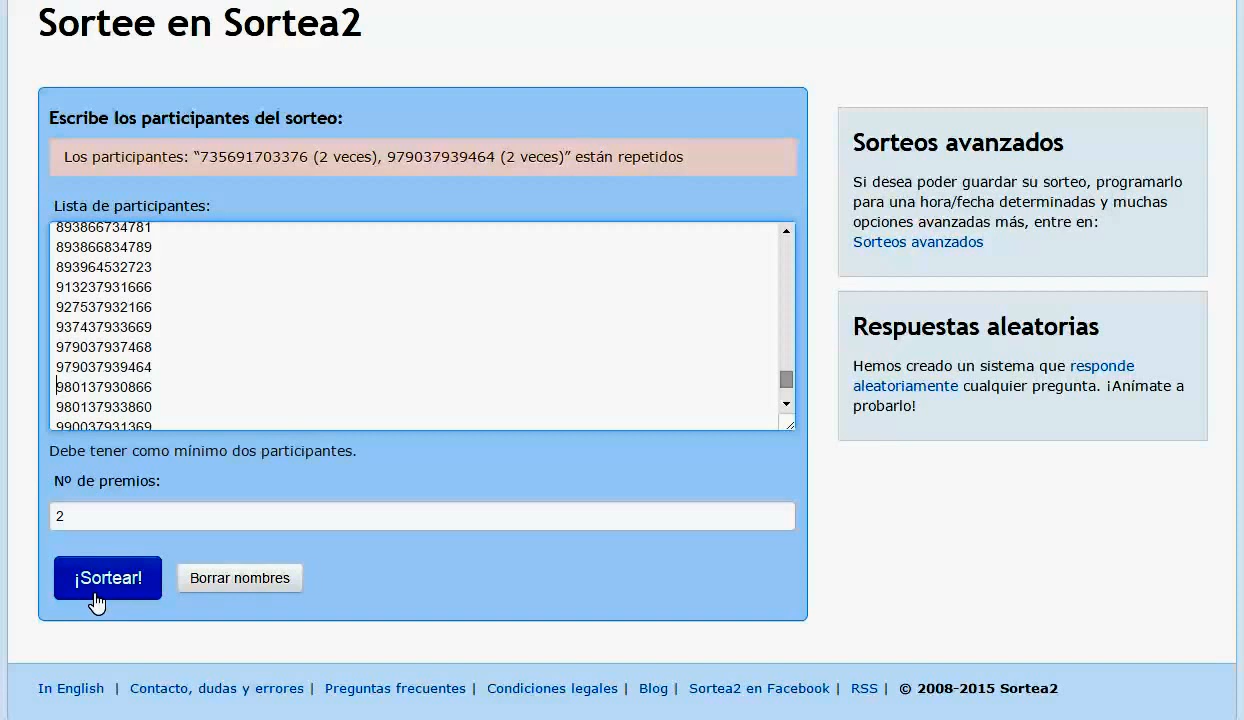 Sortee en Sortea2
Escribe los participantes del sorteo:
Los participantes: “735691703376 (2 veces), 979037939464 (2 veces)” están repetidos
Lista de participantes:
893866734781
893866834789
893964532723
913237931666
927537932166
937437933669
979037937468
979037939464
980137930866
980137933860
990037931369
Debe tener como mínimo dos participantes.
Nº de premios:
2
¡Sortear!
Borrar nombres
Sorteos avanzados
Si desea poder guardar su sorteo, programarlo
para una hora/fecha determinadas y muchas
opciones avanzadas más, entre en:
Sorteos avanzados
Respuestas aleatorias
Hemos creado un sistema que responde
aleatoriamente cualquier pregunta. ¡Anímate a
probarlo!
In English | Contacto, dudas y errores | Preguntas frecuentes | Condiciones legales | Blog | Sortea2 en Facebook | RSS | © 2008-2015 Sortea2